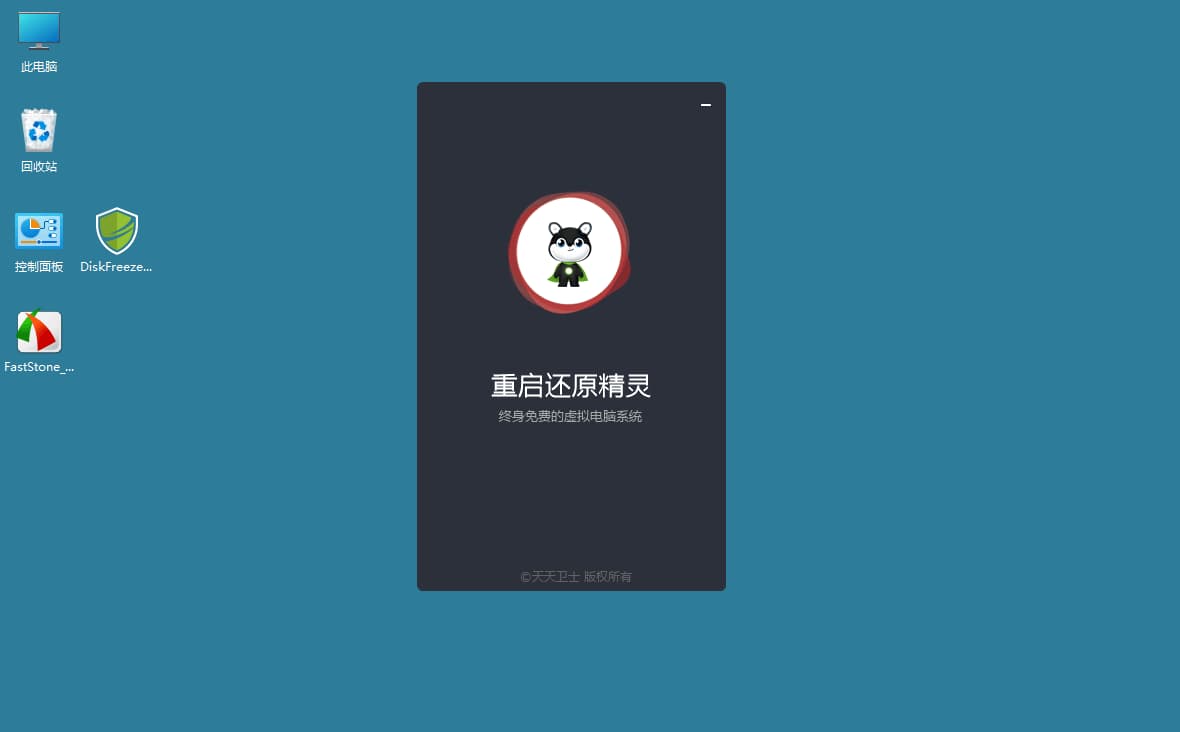 此电脑
回收站
控制面板
DiskFreeze...
FastStone_...
重启还原精灵
终身免费的虚拟电脑系统
©天天卫士 版权所有